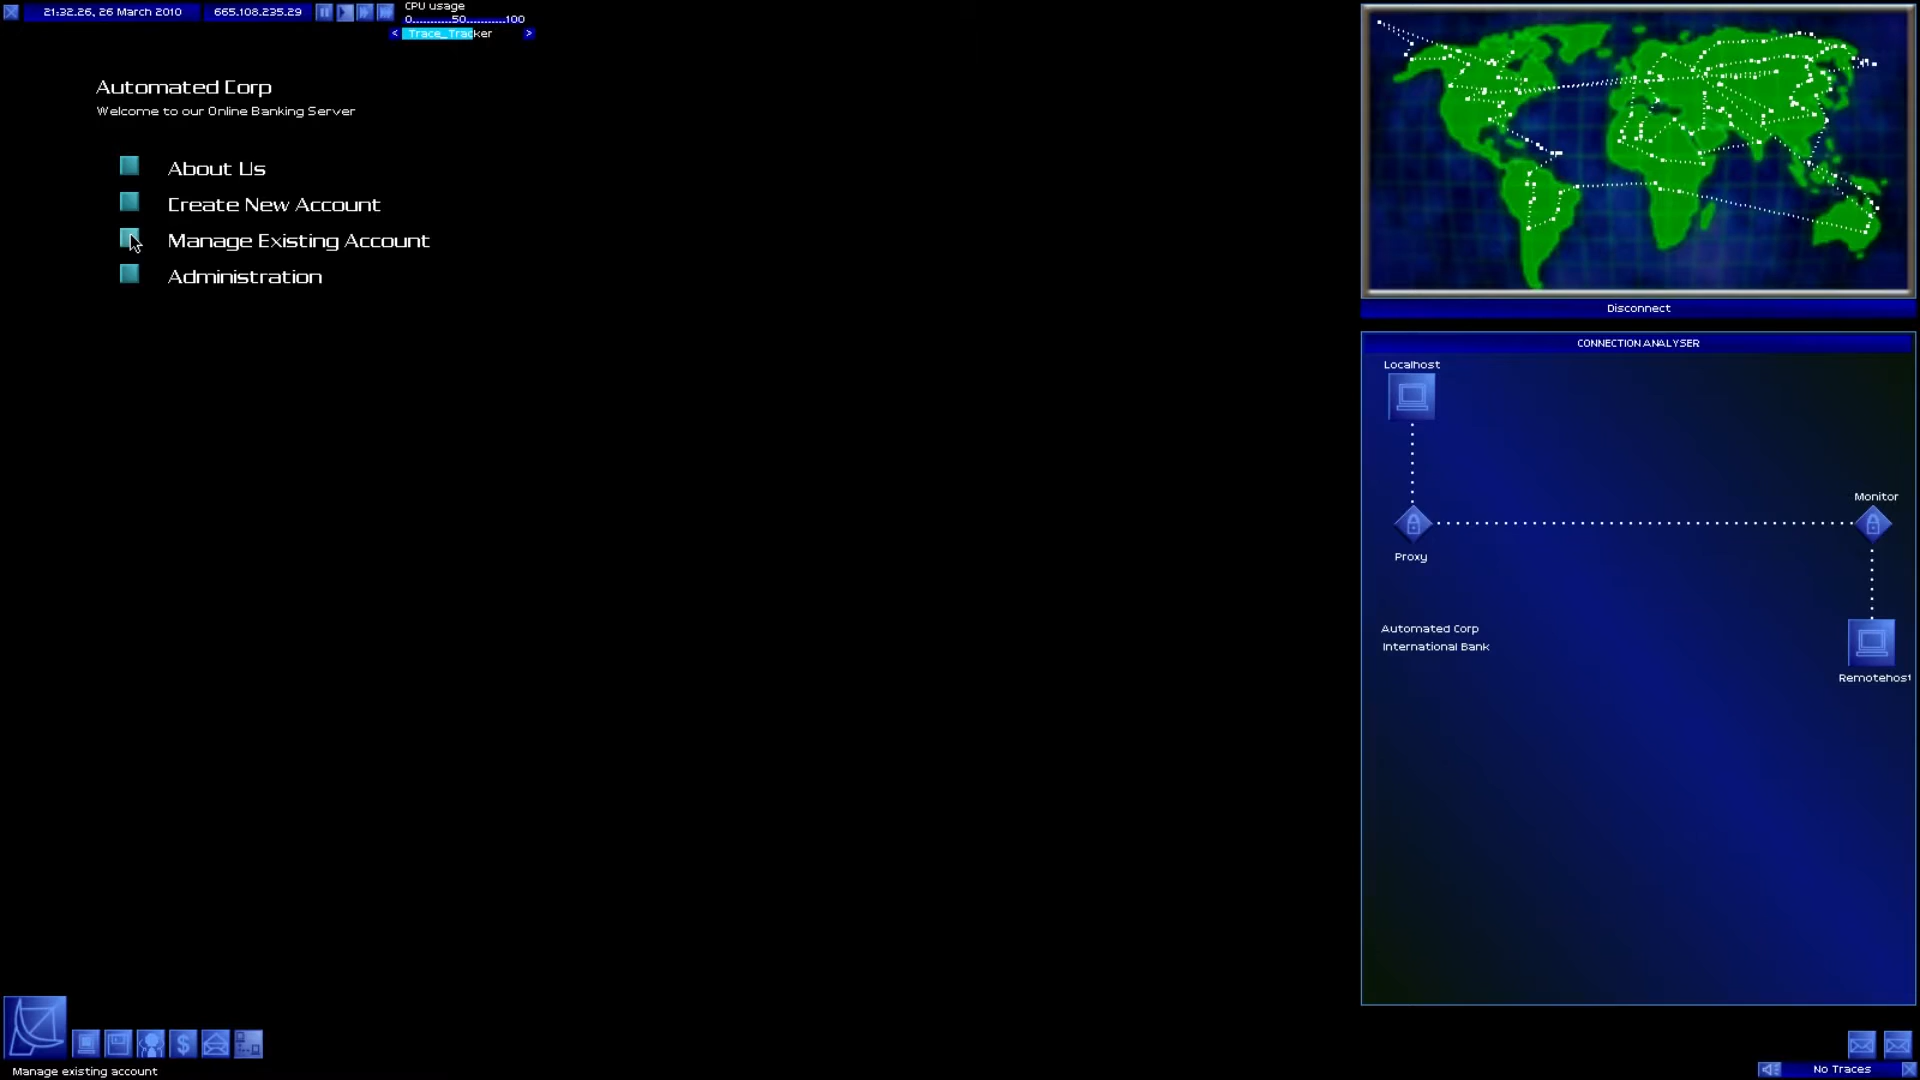 21:32.26, 26 March 2010
665.108.235.29
CPU usage
0...........50...........100
< Trace_Tracker >
Automated Corp
Welcome to our Online Banking Server
About Us
Create New Account
Manage Existing Account
Administration
Disconnect
CONNECTION ANALYSER
Localhost
Monitor
Proxy
Automated Corp
International Bank
Remotehost
$
Manage existing account
No Traces